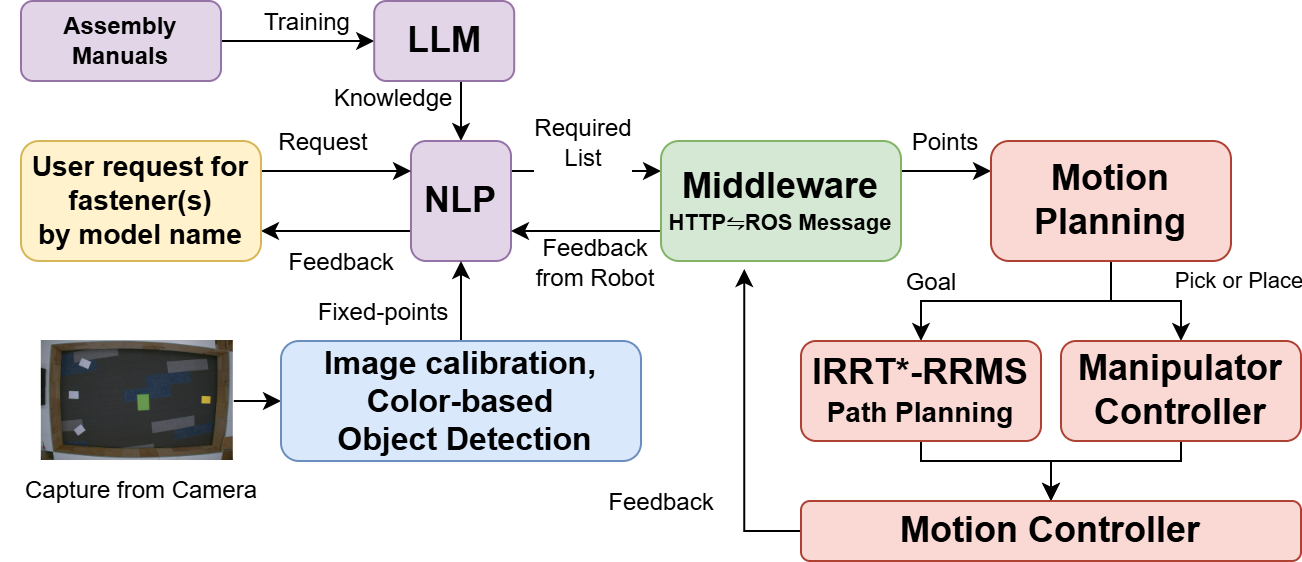 Assembly
Manuals
Training
LLM
Knowledge
User request for
fastener(s)
by model name
Request
Feedback
NLP
Required
List
Feedback
from Robot
Middleware
HTTP⇋ROS Message
Points
Motion
Planning
Goal
Pick or Place
Fixed-points
Capture from Camera
Image calibration,
Color-based
Object Detection
IRRT*-RRMS
Path Planning
Manipulator
Controller
Feedback
Motion Controller